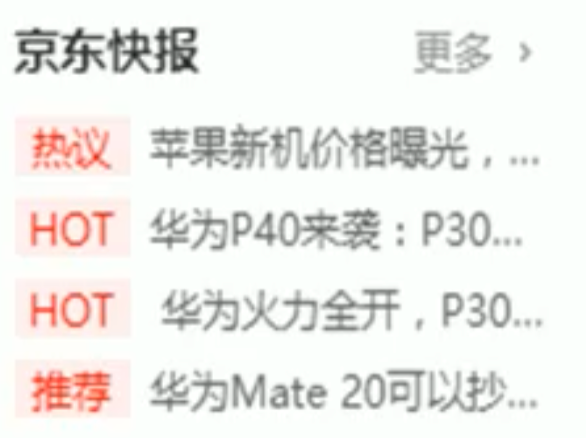 京东快报 更多 ›
热议 苹果新机价格曝光，...
HOT 华为P40来袭：P30...
HOT 华为火力全开，P30...
推荐 华为Mate 20可以抄...